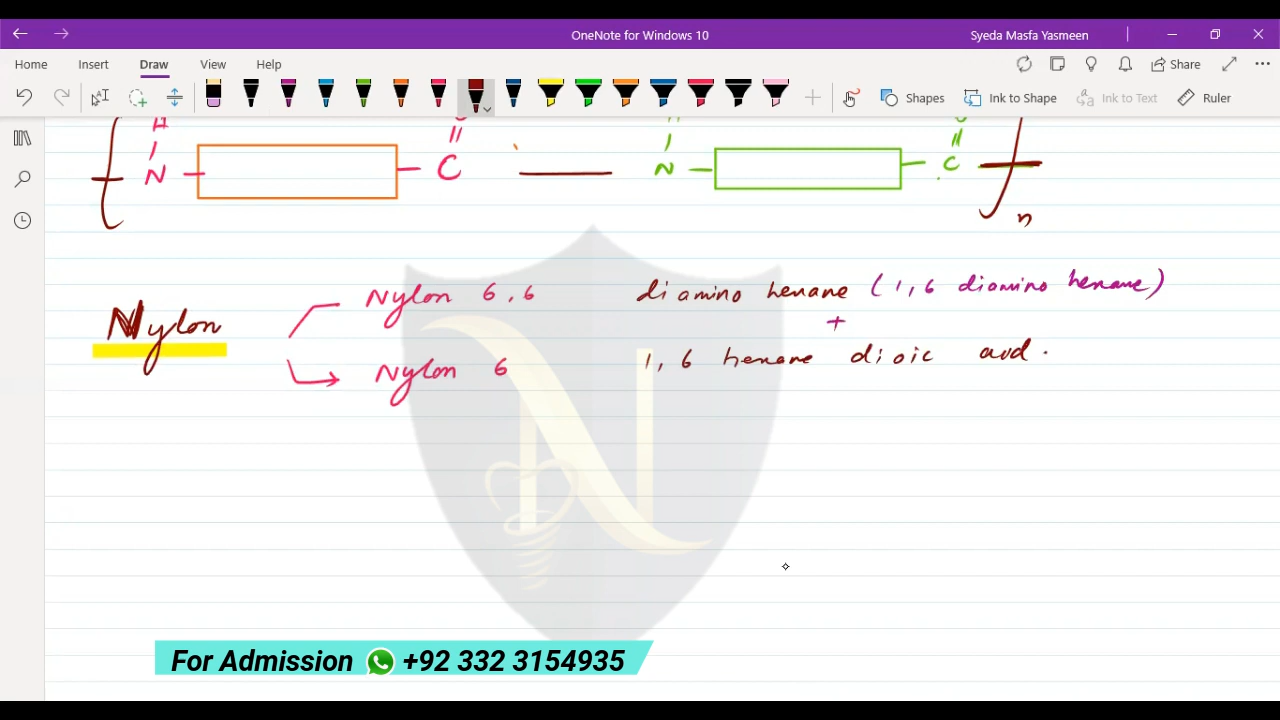 OneNote for Windows 10
Syeda Masfa Yasmeen
Home Insert Draw View Help
Share
Shapes Ink to Shape Ink to Text Ruler
H
N C N C
n
Nylon
Nylon 6,6
Nylon 6
diamino hexane (1,6 diamino hexane)
+
1, 6 hexane dioic acid.
For Admission +92 332 3154935